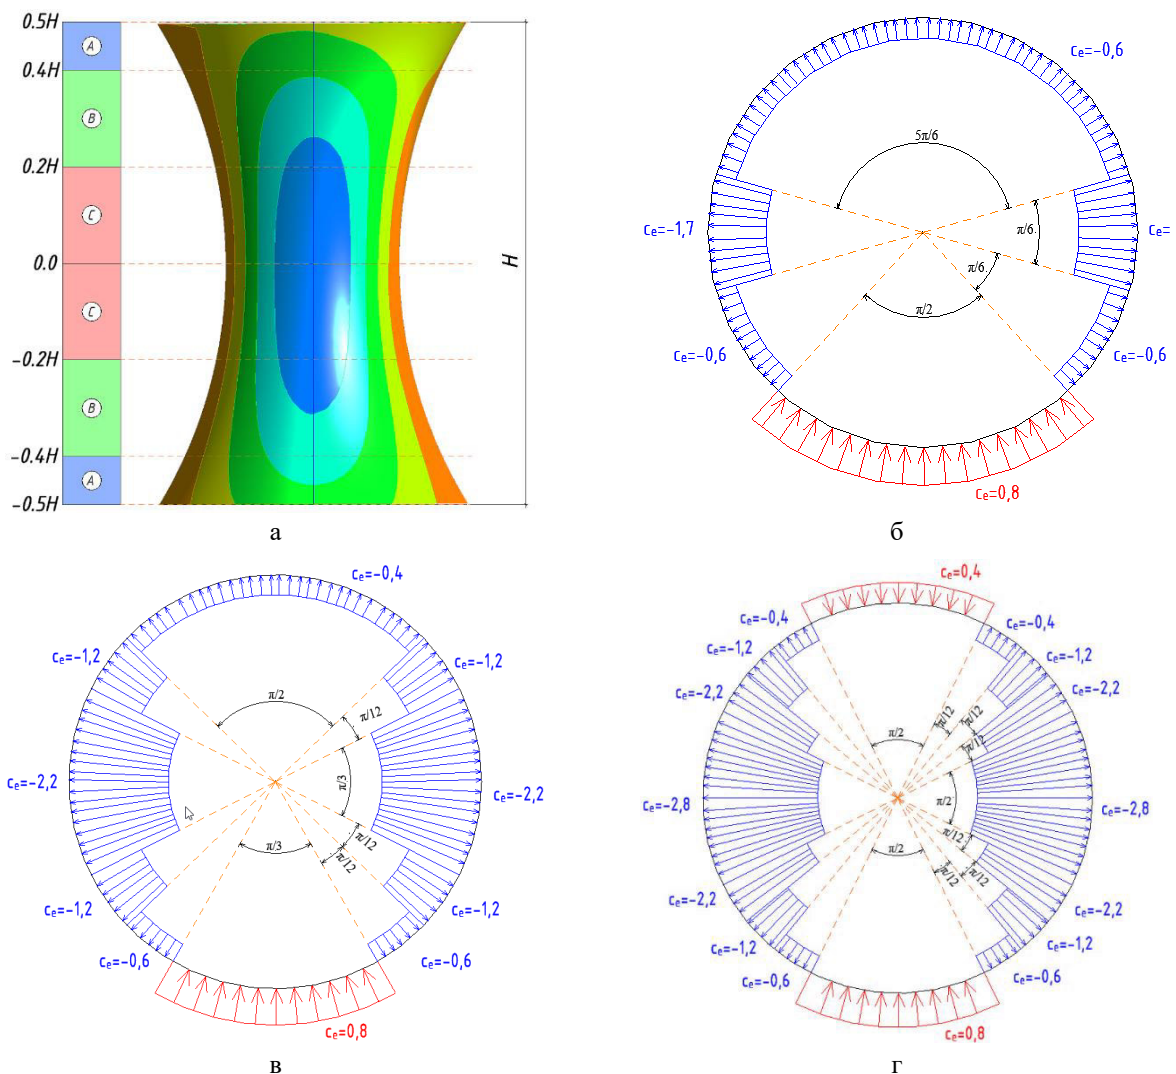 0.5H
A
0.4H
B
0.2H
C
0.0
H
C
-0.2H
B
-0.4H
A
-0.5H
а
cₑ=-0,6
5π/6
cₑ=-1,7
π/6
cₑ=
π/6
π/2
cₑ=-0,6
cₑ=-0,6
cₑ=0,8
б
cₑ=-0,4
cₑ=-1,2
cₑ=-1,2
π/2
π/12
cₑ=-2,2
π/3
cₑ=-2,2
π/12
π/3
π/12
cₑ=-1,2
cₑ=-1,2
cₑ=-0,6
cₑ=-0,6
cₑ=0,8
в
cₑ=0,4
cₑ=-0,4
cₑ=-0,4
cₑ=-1,2
cₑ=-1,2
cₑ=-2,2
cₑ=-2,2
π/12
π/12
π/2
π/12
cₑ=-2,8
π/2
cₑ=-2,8
π/12
π/2
π/12
π/12
cₑ=-2,2
cₑ=-2,2
cₑ=-1,2
cₑ=-1,2
cₑ=-0,6
cₑ=-0,6
cₑ=0,8
г